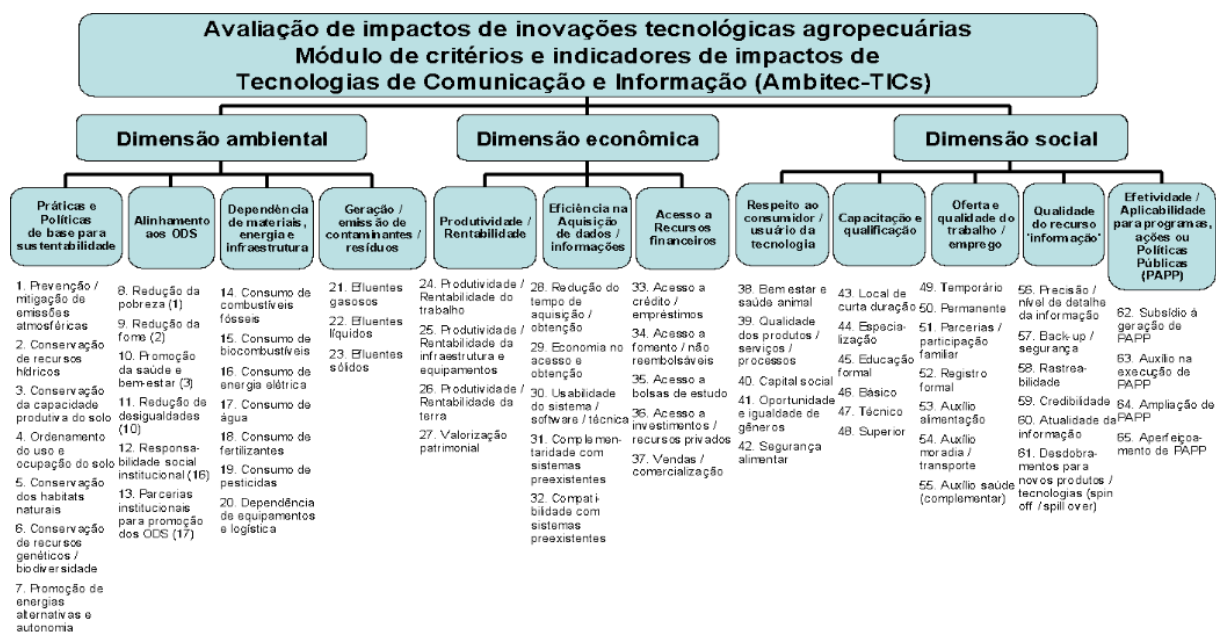 Avaliação de impactos de inovações tecnológicas agropecuárias
Módulo de critérios e indicadores de impactos de
Tecnologias de Comunicação e Informação (Ambitec-TICs)
Dimensão ambiental
Dimensão econômica
Dimensão social
Práticas e
Políticas
de base para
sustentabilidade
Alinhamento
aos ODS
Dependência
de materiais,
energia e
infraestrutura
Geração /
emissão de
contaminantes /
resíduos
Produtividade /
Rentabilidade
Eficiência na
Aquisição
de dados /
informações
Acesso a
Recursos
financeiros
Respeito ao
consumidor /
usuário da
tecnologia
Capacitação e
qualificação
Oferta e
qualidade do
trabalho /
emprego
Qualidade
do recurso
'informação'
Efetividade /
Aplicabilidade
para programas,
ações ou
Políticas
Públicas
(PAPP)
1. Prevenção /
mitigação de
emissões
atmosféricas
2. Conservação
de recursos
hídricos
3. Conservação
da capacidade
produtiva do solo
4. Ordenamento
do uso e
ocupação do solo
5. Conservação
dos habitats
naturais
6. Conservação
de recursos
genéticos /
biodiversidade
7. Promoção de
energias
alternativas e
autonomia
8. Redução da
pobreza (1)
9. Redução da
fome (2)
10. Promoção
da saúde e
bem-estar (3)
11. Redução de
desigualdades
(10)
12. Responsa-
bilidade social
institucional (16)
13. Parcerias
institucionais
para promoção
dos ODS (17)
14. Consumo de
combustíveis
fósseis
15. Consumo de
biocombustíveis
16. Consumo de
energia elétrica
17. Consumo de
água
18. Consumo de
fertilizantes
19. Consumo de
pesticidas
20. Dependência
de equipamentos
e logística
21. Efluentes
gasosos
22. Efluentes
líquidos
23. Efluentes
sólidos
24. Produtividade /
Rentabilidade do
trabalho
25. Produtividade /
Rentabilidade da
infraestrutura e
equipamentos
26. Produtividade /
Rentabilidade da
terra
27. Valorização
patrimonial
28. Redução do
tempo de
aquisição /
obtenção
29. Economia no
acesso e
obtenção
30. Usabilidade
do sistema /
software / técnica
31. Complemen-
taridade com
sistemas
preexistentes
32. Compati-
bilidade com
sistemas
preexistentes
33. Acesso a
crédito /
empréstimos
34. Acesso a
fomento / não
reembolsáveis
35. Acesso a
bolsas de estudo
36. Acesso a
investimentos /
recursos privados
37. Vendas /
comercialização
38. Bem estar e
saúde animal
39. Qualidade
dos produtos /
serviços /
processos
40. Capital social
41. Oportunidade
e igualdade de
gêneros
42. Segurança
alimentar
43. Local de
curta duração
44. Especia-
lização
45. Educação
formal
46. Básico
47. Técnico
48. Superior
49. Temporário
50. Permanente
51. Parcerias /
participação
familiar
52. Registro
formal
53. Auxílio
alimentação
54. Auxílio
moradia /
transporte
55. Auxílio saúde
(complementar)
56. Precisão /
nível de detalhe
da informação
57. Back-up /
segurança
58. Rastrea-
bilidade
59. Credibilidade
60. Atualidade da
informação
61. Desdobra-
mentos para
novos produtos /
tecnologias (spin
off / spill over)
62. Subsídio à
geração de
PAPP
63. Auxílio na
execução de
PAPP
64. Ampliação de
PAPP
65. Aperfeiçoa-
mento de PAPP